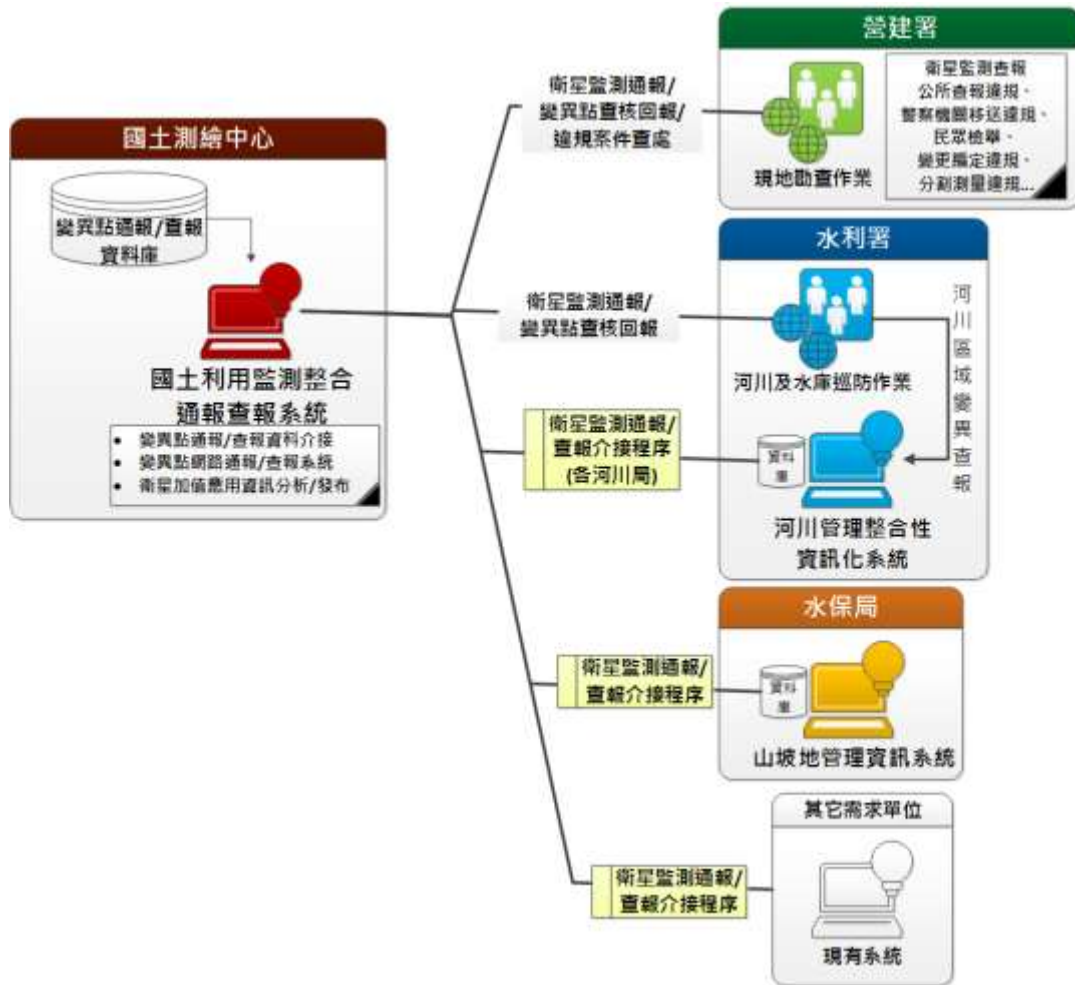 國土測繪中心
變異點通報/查報
資料庫
國土利用監測整合
通報查報系統
• 變異點通報/查報資料介接
• 變異點網路通報/查報系統
• 衛星加值應用資訊分析/發布
衛星監測通報/
變異點查核回報/
違規案件查處
營建署
現地勘查作業
衛星監測查報
公所查報違規、
警察機關移送違規、
民眾檢舉、
變更編定違規、
分割測量違規...
衛星監測通報/
變異點查核回報
水利署
河川及水庫巡防作業
河川區域變異查報
衛星監測通報/
查報介接程序
(各河川局)
資料
庫
河川管理整合性
資訊化系統
衛星監測通報/
查報介接程序
水保局
資料
庫
山坡地管理資訊系統
衛星監測通報/
查報介接程序
其它需求單位
現有系統